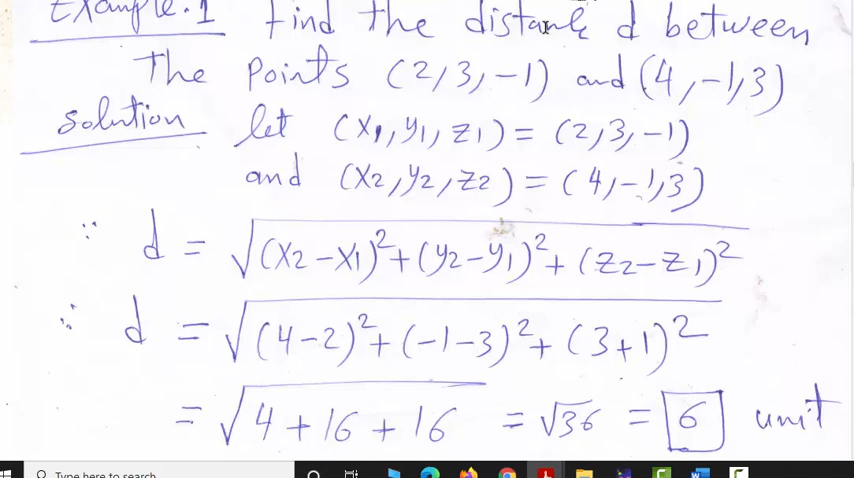 Example.1 Find the distance d between
the points (2,3,-1) and (4,-1,3)
solution let (x1,y1,z1) = (2,3,-1)
and (x2,y2,z2) = (4,-1,3)
∵ d = √(x2-x1)²+(y2-y1)²+(z2-z1)²
∴ d = √(4-2)²+(-1-3)²+(3+1)²
= √4+16+16 = √36 = 6 unit
Type here to search